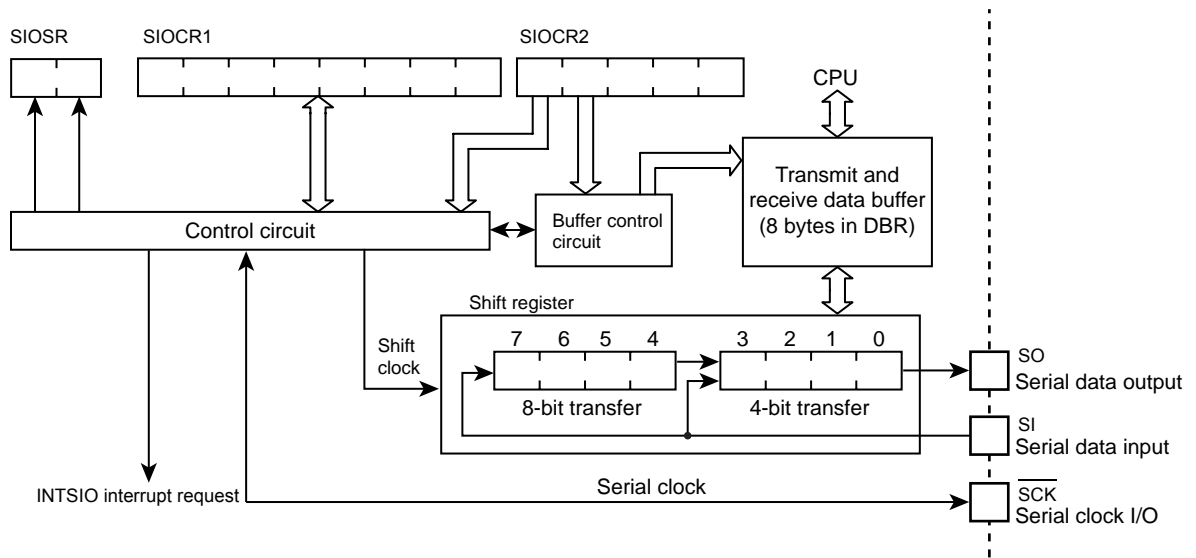 SIOSR
SIOCR1
SIOCR2
CPU
Transmit and
receive data buffer
(8 bytes in DBR)
Control circuit
Buffer control
circuit
Shift register
7 6 5 4 3 2 1 0
Shift
clock
8-bit transfer
4-bit transfer
SO
Serial data output
SI
Serial data input
INTSIO interrupt request
Serial clock
SCK
Serial clock I/O